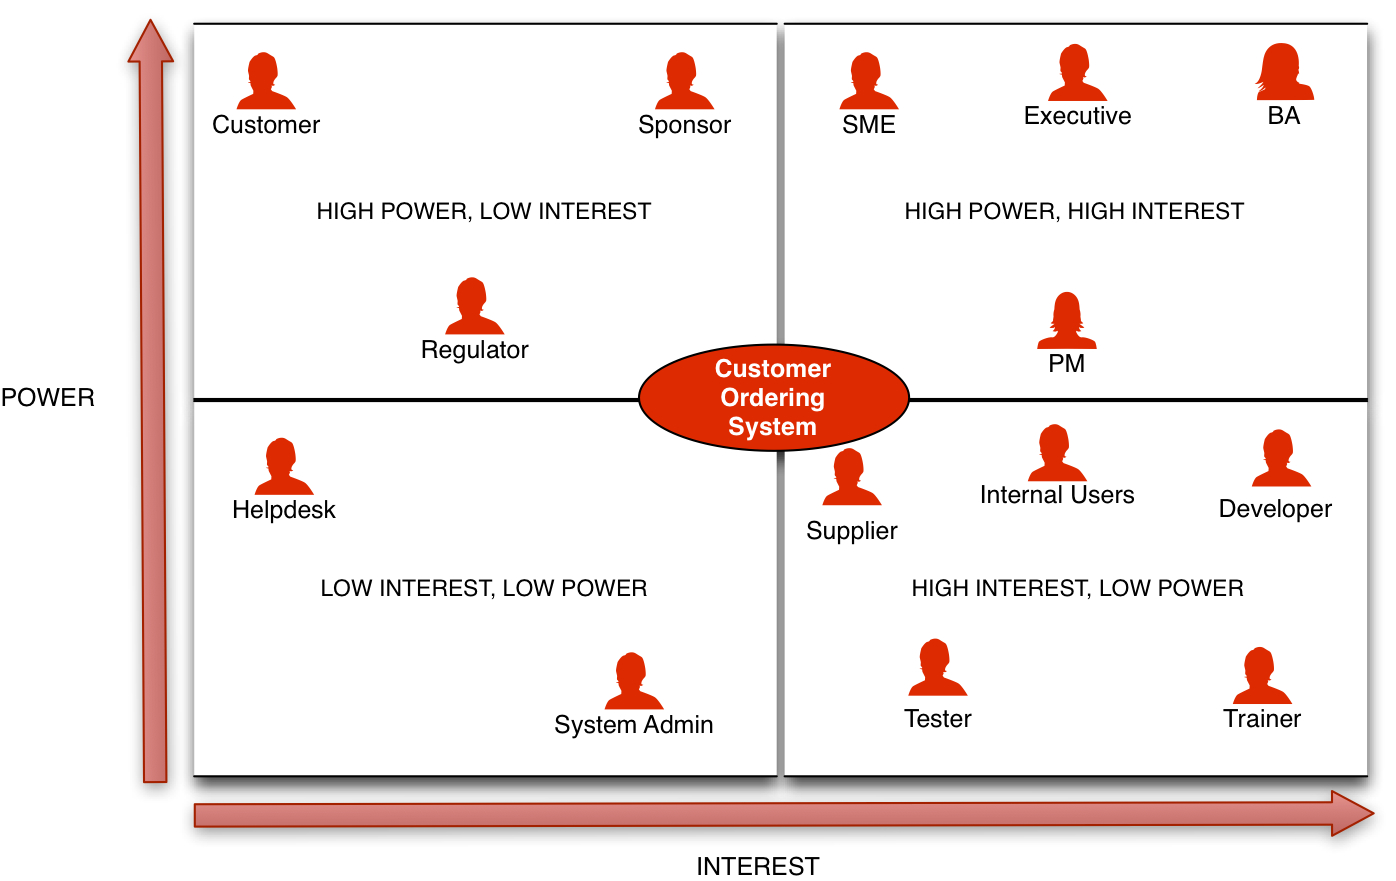 Customer
Sponsor
SME
Executive
BA
HIGH POWER, LOW INTEREST
HIGH POWER, HIGH INTEREST
Regulator
PM
POWER
Customer
Ordering
System
Helpdesk
Supplier
Internal Users
Developer
LOW INTEREST, LOW POWER
HIGH INTEREST, LOW POWER
System Admin
Tester
Trainer
INTEREST